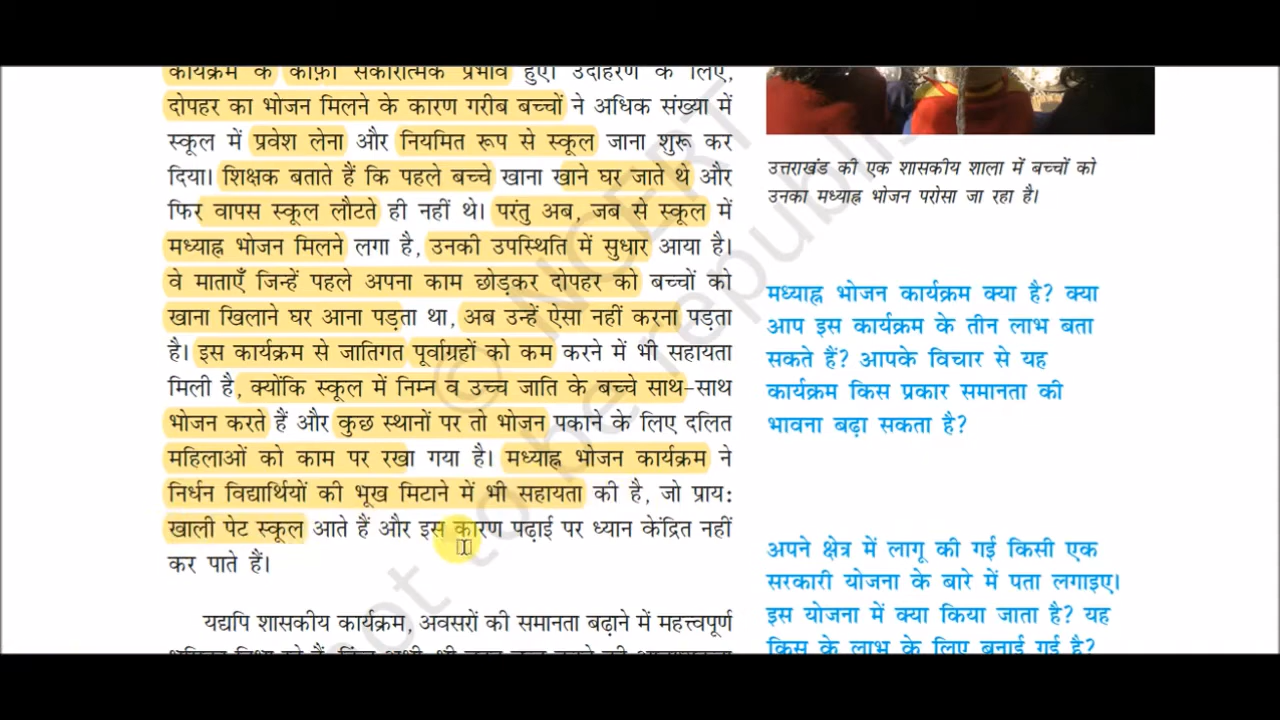 कार्यक्रम के काफ़ी सकारात्मक प्रभाव हुए। उदाहरण के लिए,
दोपहर का भोजन मिलने के कारण गरीब बच्चों ने अधिक संख्या में
स्कूल में प्रवेश लेना और नियमित रूप से स्कूल जाना शुरू कर
दिया। शिक्षक बताते हैं कि पहले बच्चे खाना खाने घर जाते थे और
फिर वापस स्कूल लौटते ही नहीं थे। परंतु अब, जब से स्कूल में
मध्याह्न भोजन मिलने लगा है, उनकी उपस्थिति में सुधार आया है।
वे माताएँ जिन्हें पहले अपना काम छोड़कर दोपहर को बच्चों को
खाना खिलाने घर आना पड़ता था, अब उन्हें ऐसा नहीं करना पड़ता
है। इस कार्यक्रम से जातिगत पूर्वाग्रहों को कम करने में भी सहायता
मिली है, क्योंकि स्कूल में निम्न व उच्च जाति के बच्चे साथ-साथ
भोजन करते हैं और कुछ स्थानों पर तो भोजन पकाने के लिए दलित
महिलाओं को काम पर रखा गया है। मध्याह्न भोजन कार्यक्रम ने
निर्धन विद्यार्थियों की भूख मिटाने में भी सहायता की है, जो प्राय:
खाली पेट स्कूल आते हैं और इस कारण पढ़ाई पर ध्यान केंद्रित नहीं
कर पाते हैं।
यद्यपि शासकीय कार्यक्रम, अवसरों की समानता बढ़ाने में महत्त्वपूर्ण
उत्तराखंड की एक शासकीय शाला में बच्चों को
उनका मध्याह्न भोजन परोसा जा रहा है।
मध्याह्न भोजन कार्यक्रम क्या है? क्या
आप इस कार्यक्रम के तीन लाभ बता
सकते हैं? आपके विचार से यह
कार्यक्रम किस प्रकार समानता की
भावना बढ़ा सकता है?
अपने क्षेत्र में लागू की गई किसी एक
सरकारी योजना के बारे में पता लगाइए।
इस योजना में क्या किया जाता है? यह
किस के लाभ के लिए बनाई गई है?
© NCERT
not to be republis